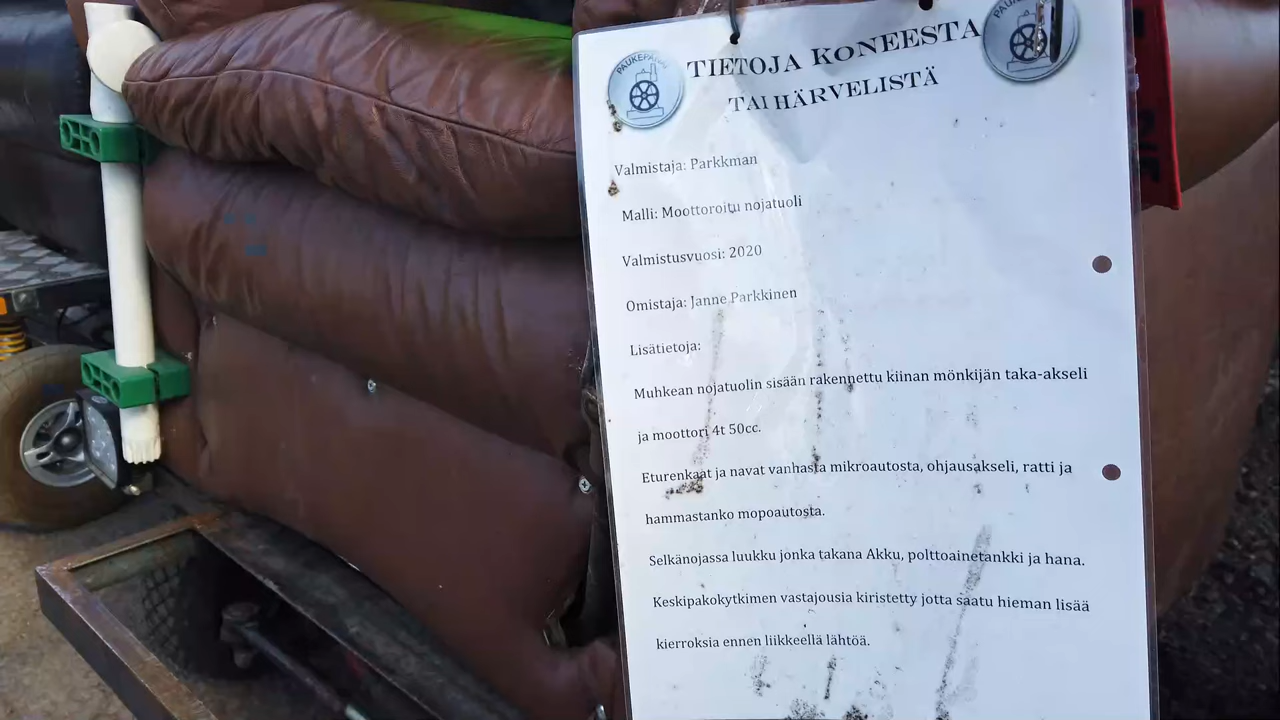 TIETOJA KONEESTA
TAI HÄRVELISTÄ
Valmistaja: Parkkman
Malli: Moottoroitu nojatuoli
Valmistusvuosi: 2020
Omistaja: Janne Parkkinen
Lisätietoja:
Muhkean nojatuolin sisään rakennettu kiinan mönkijän taka-akseli
ja moottori 4t 50cc.
Eturenkaat ja navat vanhasta mikroautosta, ohjausakseli, ratti ja
hammastanko mopoautosta.
Selkänojassa luukku jonka takana Akku, polttoainetankki ja hana.
Keskipakokytkimen vastajousia kiristetty jotta saatu hieman lisää
kierroksia ennen liikkeellä lähtöä.